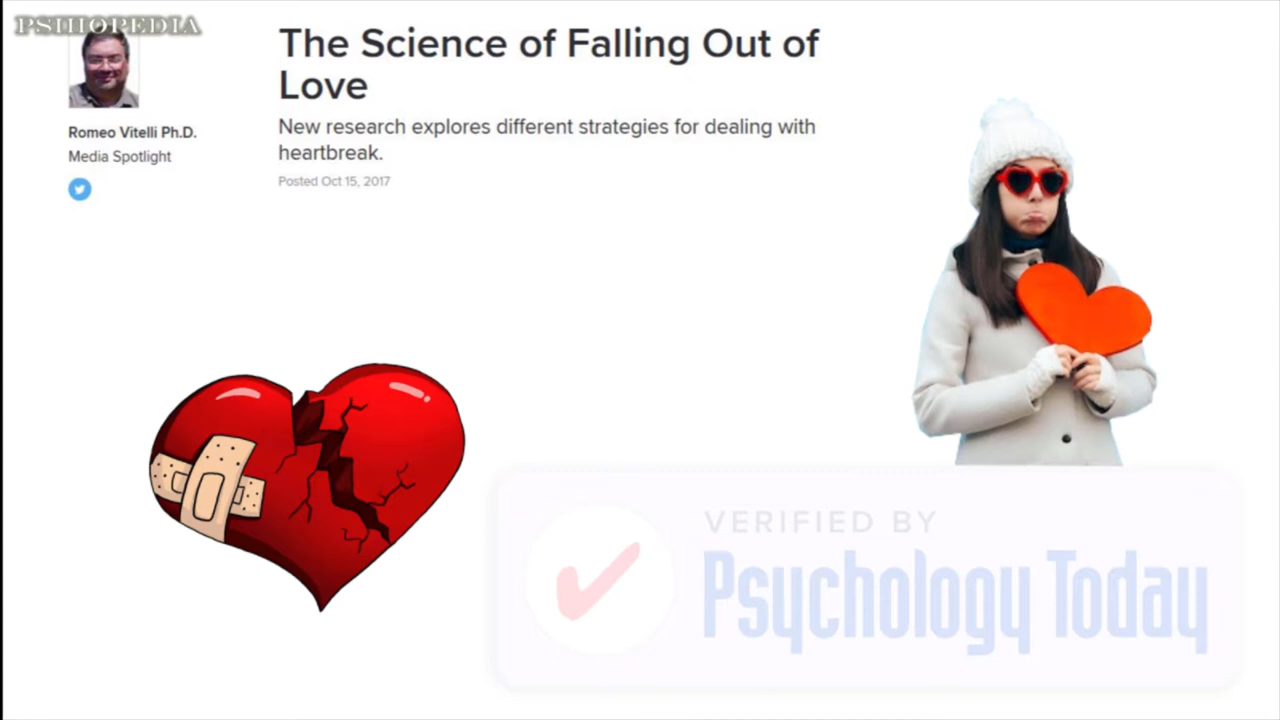 PSIHOPEDIA
The Science of Falling Out of
Love
New research explores different strategies for dealing with
heartbreak.
Posted Oct 15, 2017
Romeo Vitelli Ph.D.
Media Spotlight
VERIFIED BY
Psychology Today